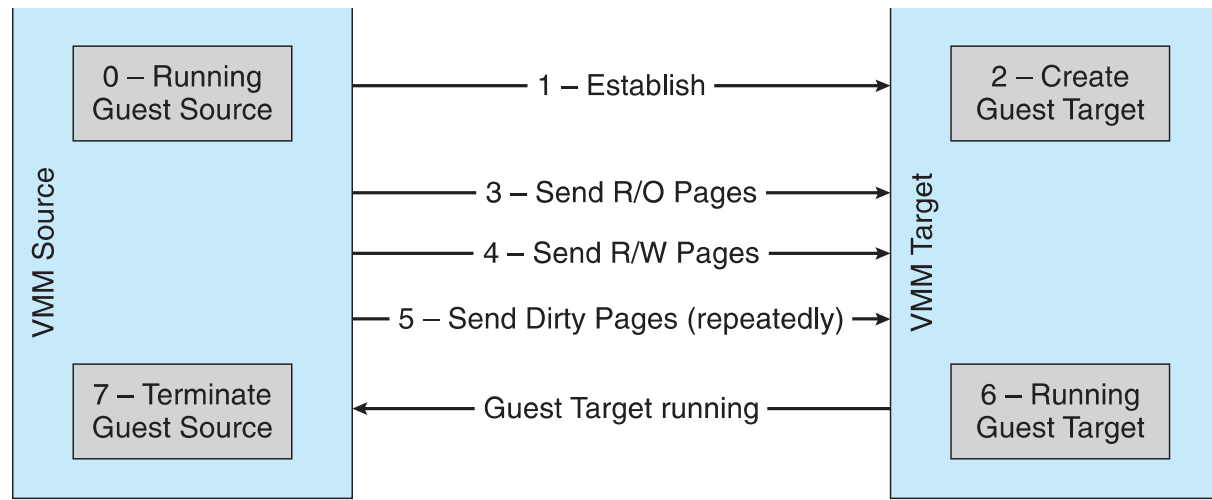 0 – Running
Guest Source
1 – Establish
2 – Create
Guest Target
3 – Send R/O Pages
VMM Source
4 – Send R/W Pages
VMM Target
5 – Send Dirty Pages (repeatedly)
7 – Terminate
Guest Source
Guest Target running
6 – Running
Guest Target